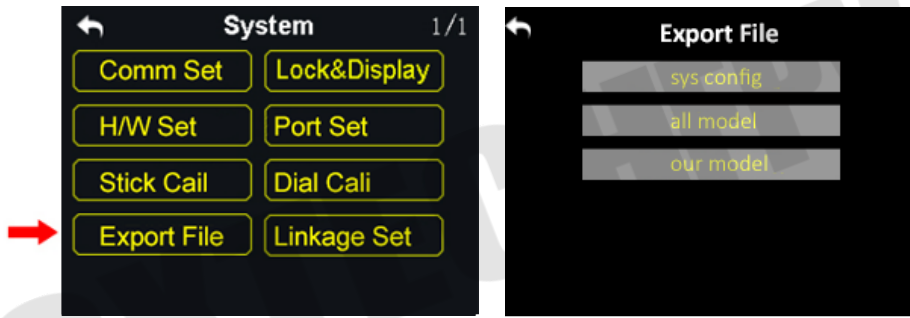 System 1/1
Comm Set Lock&Display
H/W Set Port Set
Stick Cail Dial Cali
Export File Linkage Set
Export File
sys config
all model
our model